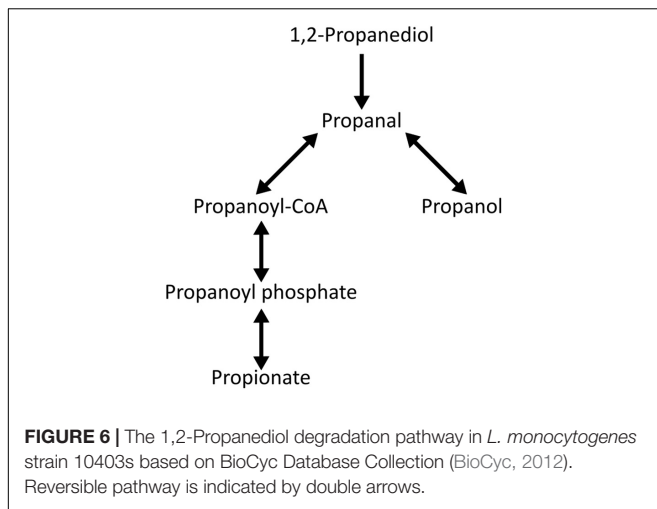 1,2-Propanediol
Propanal
Propanoyl-CoA Propanol
Propanoyl phosphate
Propionate
FIGURE 6 | The 1,2-Propanediol degradation pathway in L. monocytogenes
strain 10403s based on BioCyc Database Collection (BioCyc, 2012).
Reversible pathway is indicated by double arrows.